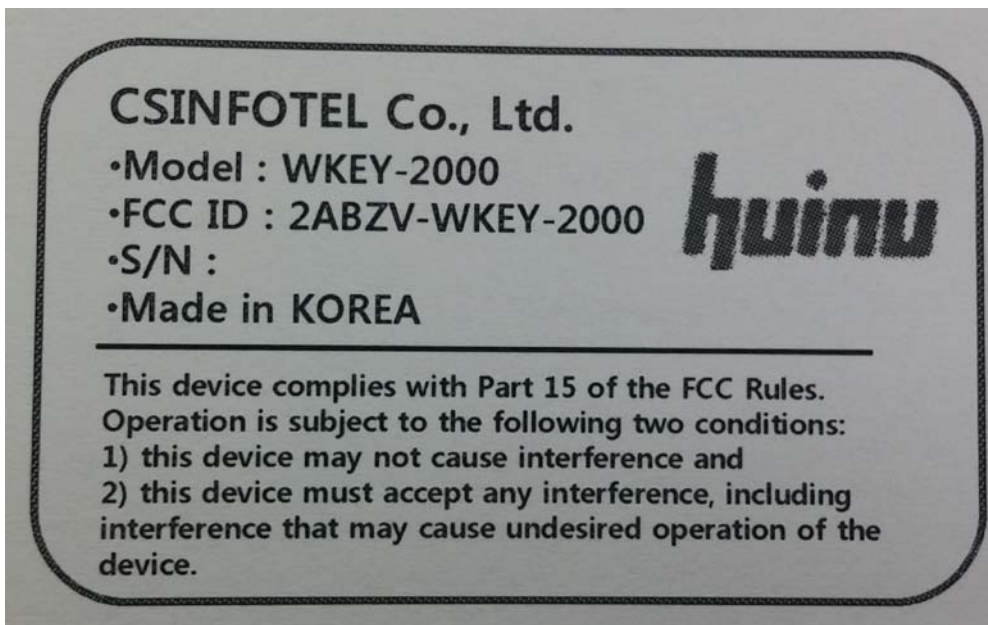 CSINFOTEL Co., Ltd.
•Model : WKEY-2000
•FCC ID : 2ABZV-WKEY-2000
huinu
•S/N :
•Made in KOREA
This device complies with Part 15 of the FCC Rules.
Operation is subject to the following two conditions:
1) this device may not cause interference and
2) this device must accept any interference, including
interference that may cause undesired operation of the
device.